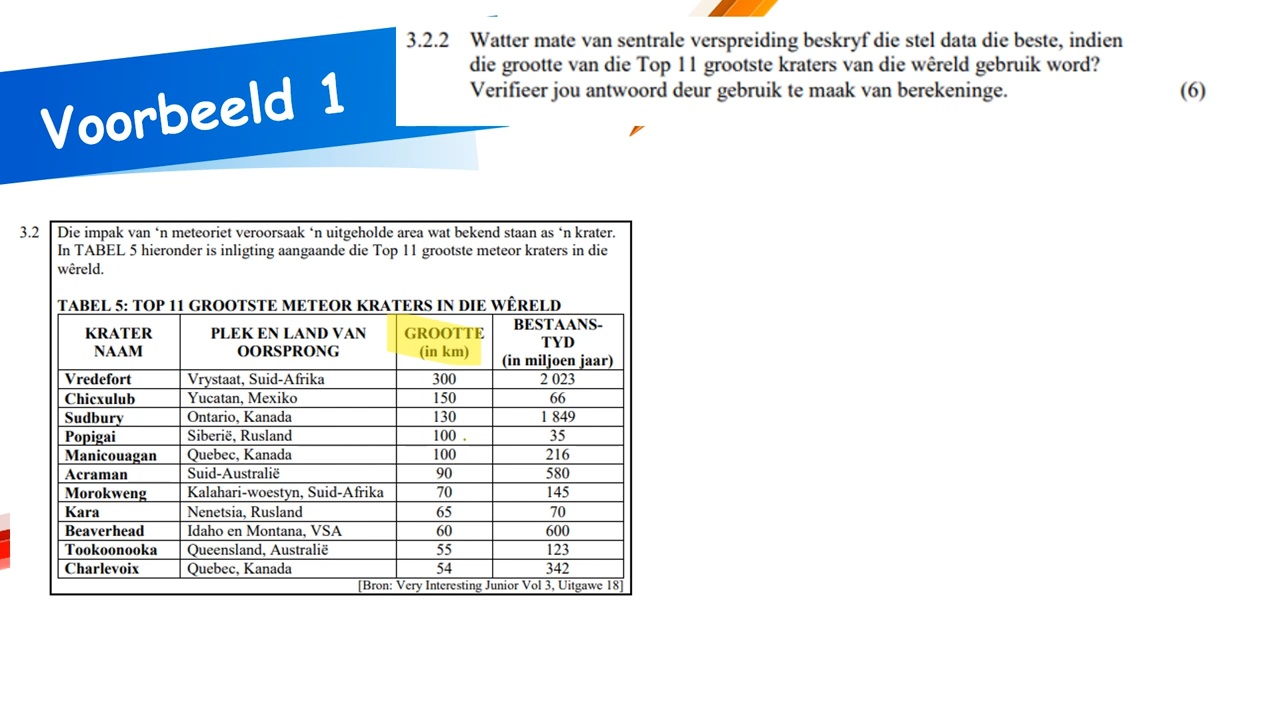 Voorbeeld 1
3.2.2 Watter mate van sentrale verspreiding beskryf die stel data die beste, indien
die grootte van die Top 11 grootste kraters van die wêreld gebruik word?
Verifieer jou antwoord deur gebruik te maak van berekeninge. (6)
3.2 Die impak van ‘n meteoriet veroorsaak ‘n uitgeholde area wat bekend staan as ‘n krater.
In TABEL 5 hieronder is inligting aangaande die Top 11 grootste meteor kraters in die
wêreld.
TABEL 5: TOP 11 GROOTSTE METEOR KRATERS IN DIE WÊRELD
KRATER NAAM | PLEK EN LAND VAN OORSPRONG | GROOTTE (in km) | BESTAANS-TYD (in miljoen jaar)
Vredefort | Vrystaat, Suid-Afrika | 300 | 2 023
Chicxulub | Yucatan, Mexiko | 150 | 66
Sudbury | Ontario, Kanada | 130 | 1 849
Popigai | Siberië, Rusland | 100 | 35
Manicouagan | Quebec, Kanada | 100 | 216
Acraman | Suid-Australië | 90 | 580
Morokweng | Kalahari-woestyn, Suid-Afrika | 70 | 145
Kara | Nenetsia, Rusland | 65 | 70
Beaverhead | Idaho en Montana, VSA | 60 | 600
Tookoonooka | Queensland, Australië | 55 | 123
Charlevoix | Quebec, Kanada | 54 | 342
[Bron: Very Interesting Junior Vol 3, Uitgawe 18]